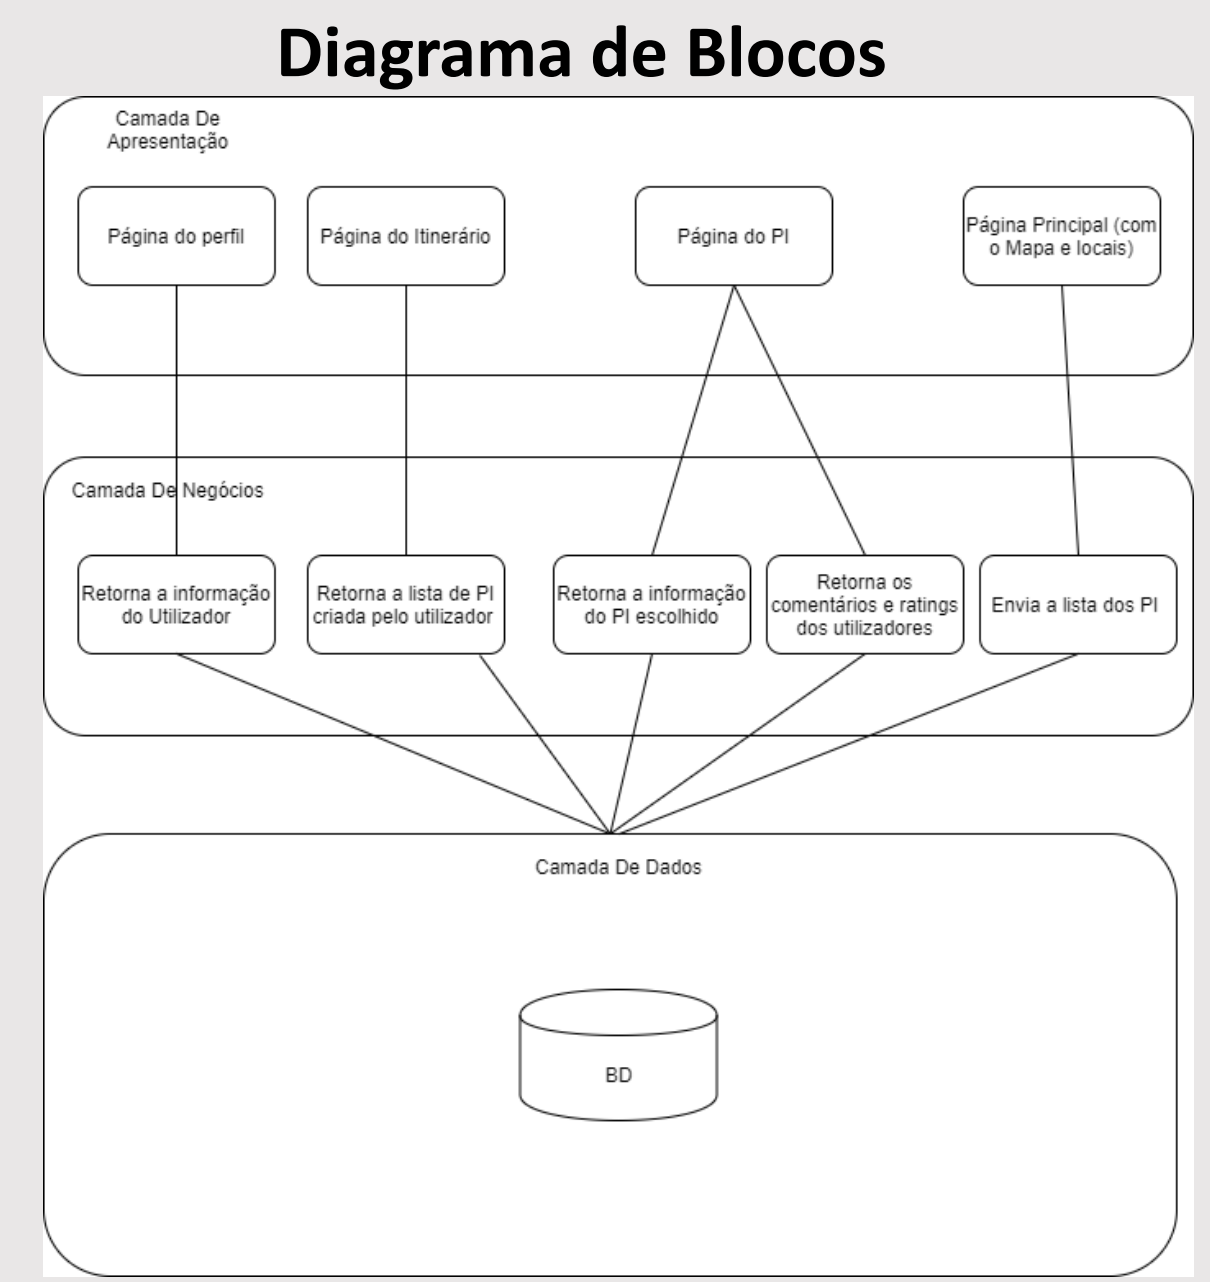 Diagrama de Blocos
Camada De
Apresentação
Página do perfil
Página do Itinerário
Página do PI
Página Principal (com
o Mapa e locais)
Camada De Negócios
Retorna a informação
do Utilizador
Retorna a lista de PI
criada pelo utilizador
Retorna a informação
do PI escolhido
Retorna os
comentários e ratings
dos utilizadores
Envia a lista dos PI
Camada De Dados
BD